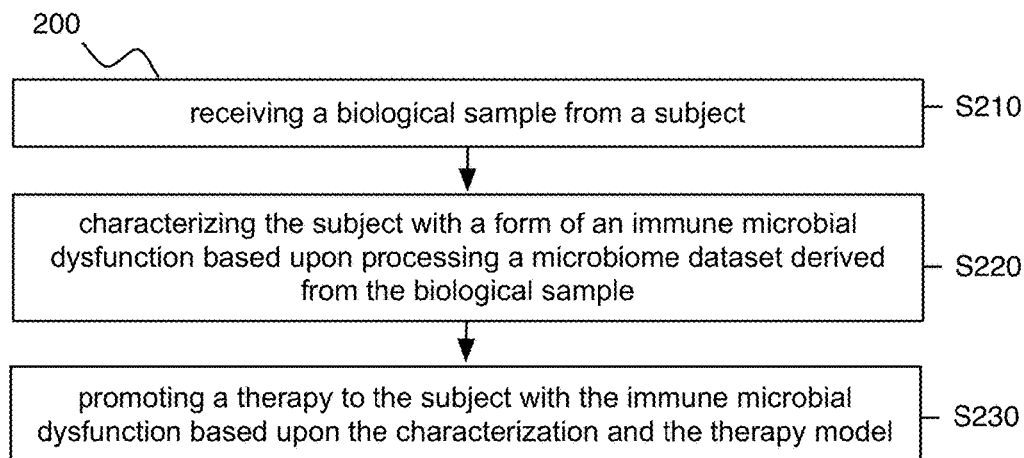 200
receiving a biological sample from a subject
S210
characterizing the subject with a form of an immune microbial
dysfunction based upon processing a microbiome dataset derived
from the biological sample
S220
promoting a therapy to the subject with the immune microbial
dysfunction based upon the characterization and the therapy model
S230